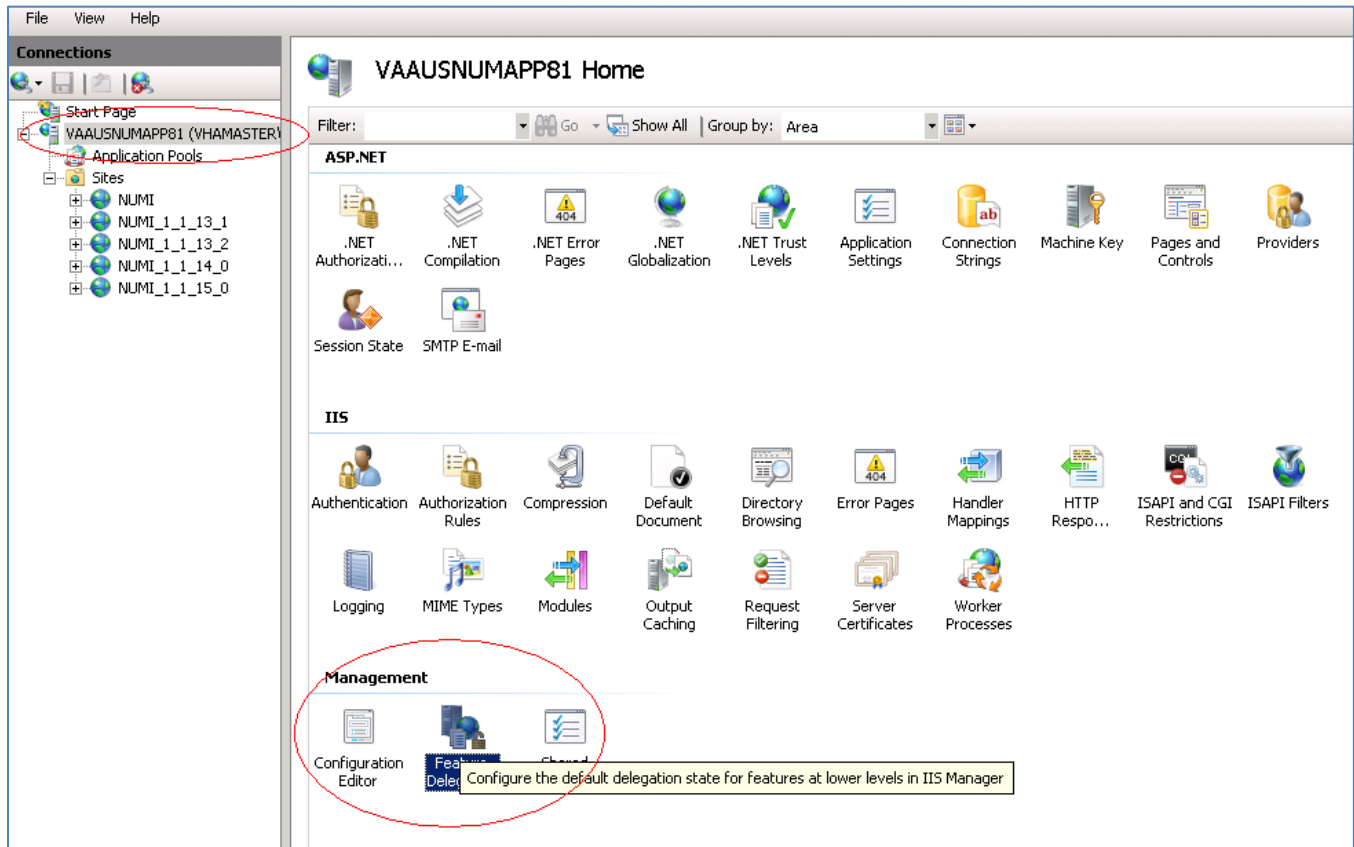 File View Help
Connections
VAAUSNUMAPP81 Home
Start Page
VAAUSNUMAPP81 (VHAMASTER\
Application Pools
Sites
NUMI
NUMI_1_1_13_1
NUMI_1_1_13_2
NUMI_1_1_14_0
NUMI_1_1_15_0
Filter: Go Show All Group by: Area
ASP.NET
.NET Authorizati...
.NET Compilation
404
.NET Error Pages
.NET Globalization
.NET Trust Levels
Application Settings
ab
Connection Strings
Machine Key
Pages and Controls
Providers
Session State
SMTP E-mail
IIS
Authentication
Authorization Rules
Compression
Default Document
Directory Browsing
404
Error Pages
Handler Mappings
HTTP Respo...
ISAPI and CGI Restrictions
ISAPI Filters
Logging
MIME Types
Modules
Output Caching
Request Filtering
Server Certificates
Worker Processes
Management
Configuration Editor
Feature
Configure the default delegation state for features at lower levels in IIS Manager